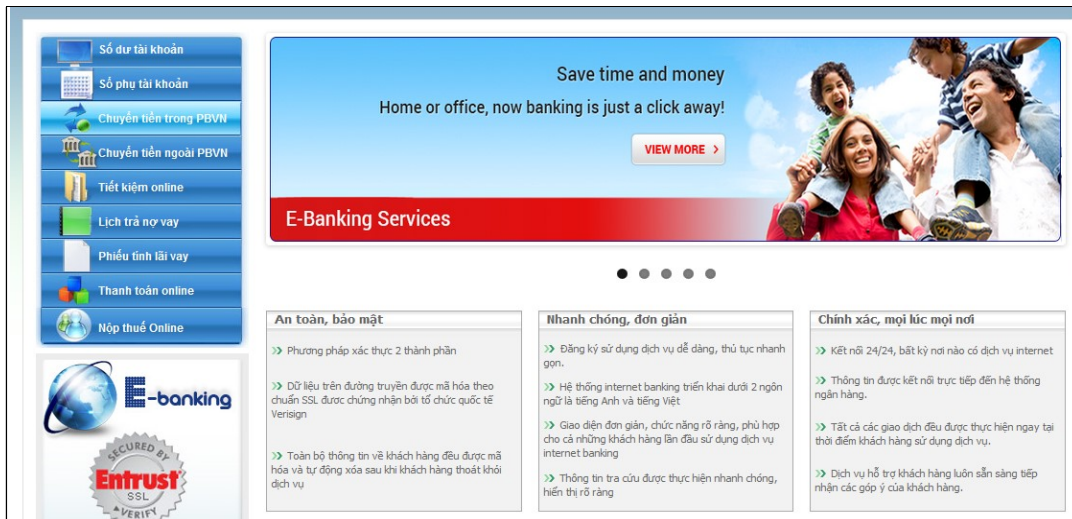 Số dư tài khoản
Số phụ tài khoản
Chuyển tiền trong PBVN
Chuyển tiền ngoài PBVN
Tiết kiệm online
Lịch trả nợ vay
Phiếu tính lãi vay
Thanh toán online
Nộp thuế Online
E-banking
SECURED BY
Entrust
SSL
VERIFY
Save time and money
Home or office, now banking is just a click away!
VIEW MORE >
E-Banking Services
An toàn, bảo mật
>> Phương pháp xác thực 2 thành phần
>> Dữ liệu trên đường truyền được mã hóa theo
chuẩn SSL được chứng nhận bởi tổ chức quốc tế
Verisign
>> Toàn bộ thông tin về khách hàng đều được mã
hóa và tự động xóa sau khi khách hàng thoát khỏi
dịch vụ
Nhanh chóng, đơn giản
>> Đăng ký sử dụng dịch vụ dễ dàng, thủ tục nhanh
gọn.
>> Hệ thống internet banking triển khai dưới 2 ngôn
ngữ là tiếng Anh và tiếng Việt
>> Giao diện đơn giản, chức năng rõ ràng, phù hợp
cho cả những khách hàng lần đầu sử dụng dịch vụ
internet banking
>> Thông tin tra cứu được thực hiện nhanh chóng,
hiển thị rõ ràng
Chính xác, mọi lúc mọi nơi
>> Kết nối 24/24, bất kỳ nơi nào có dịch vụ internet
>> Thông tin được kết nối trực tiếp đến hệ thống
ngân hàng.
>> Tất cả các giao dịch đều được thực hiện ngay tại
thời điểm khách hàng sử dụng dịch vụ.
>> Dịch vụ hỗ trợ khách hàng luôn sẵn sàng tiếp
nhận các góp ý của khách hàng.